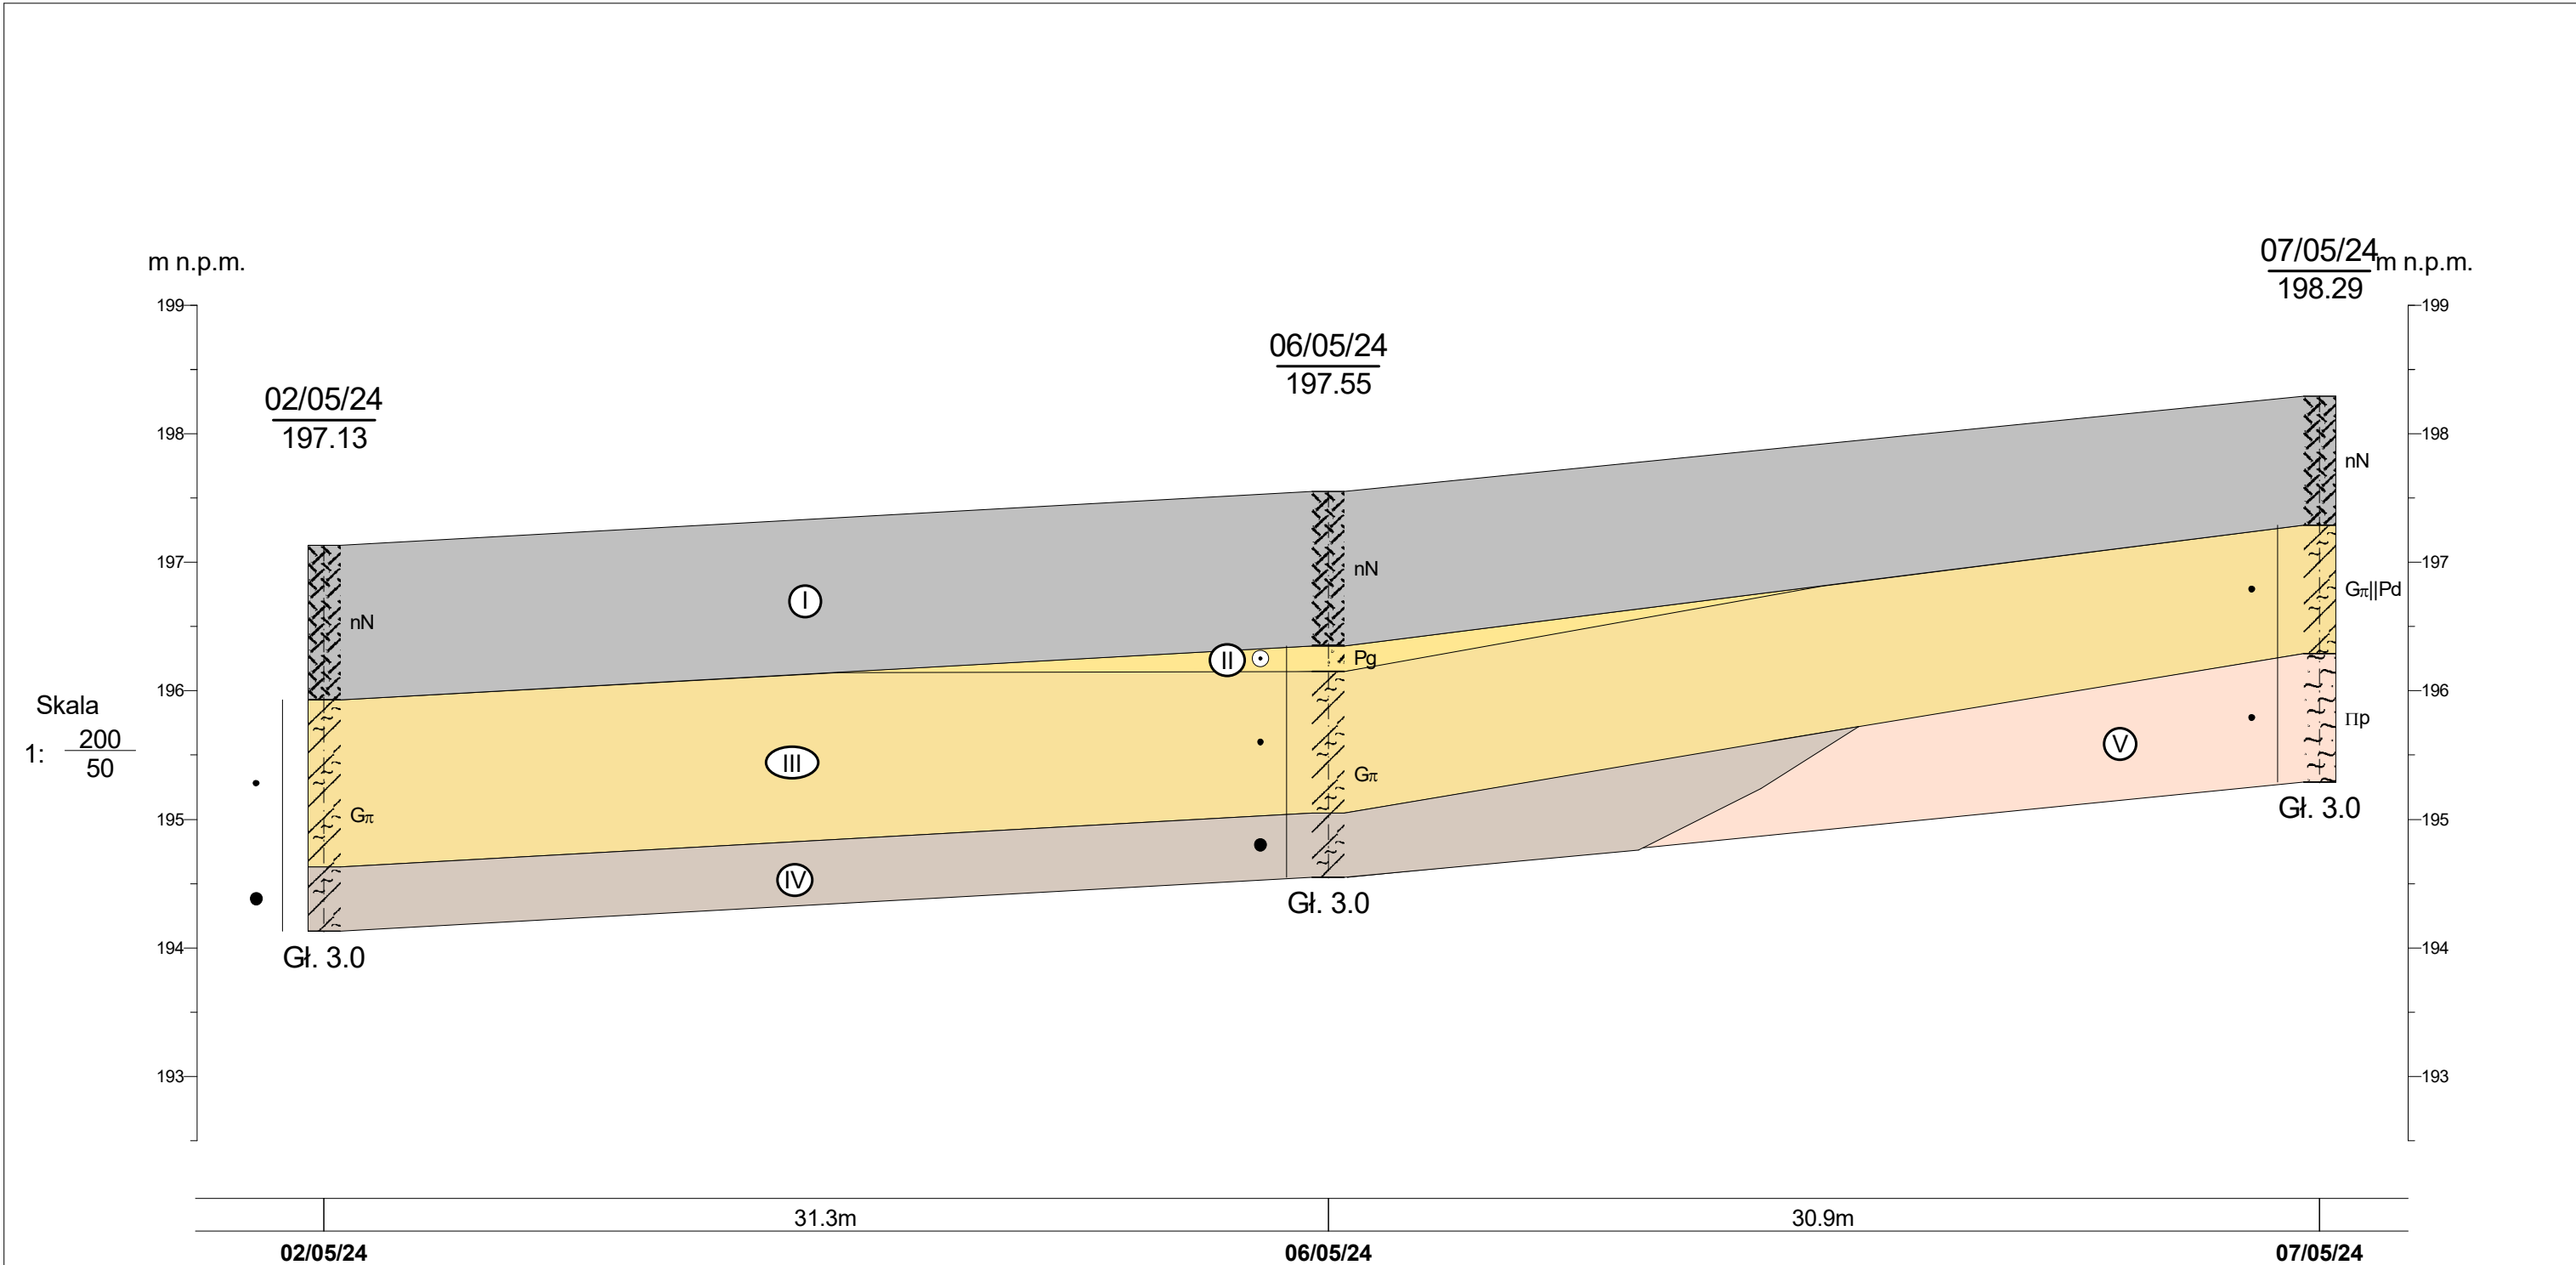 m n.p.m.
07/05/24
198.29
m n.p.m.
199
199
06/05/24
197.55
02/05/24
197.13
198
198
nN
197
197
nN
nN
I
Gπ||Pd
II
Pg
196
196
Skala
1: 200
50
Πp
V
III
Gπ
Gπ
195
195
Gł. 3.0
IV
Gł. 3.0
194
194
Gł. 3.0
193
193
31.3m
30.9m
02/05/24
06/05/24
07/05/24